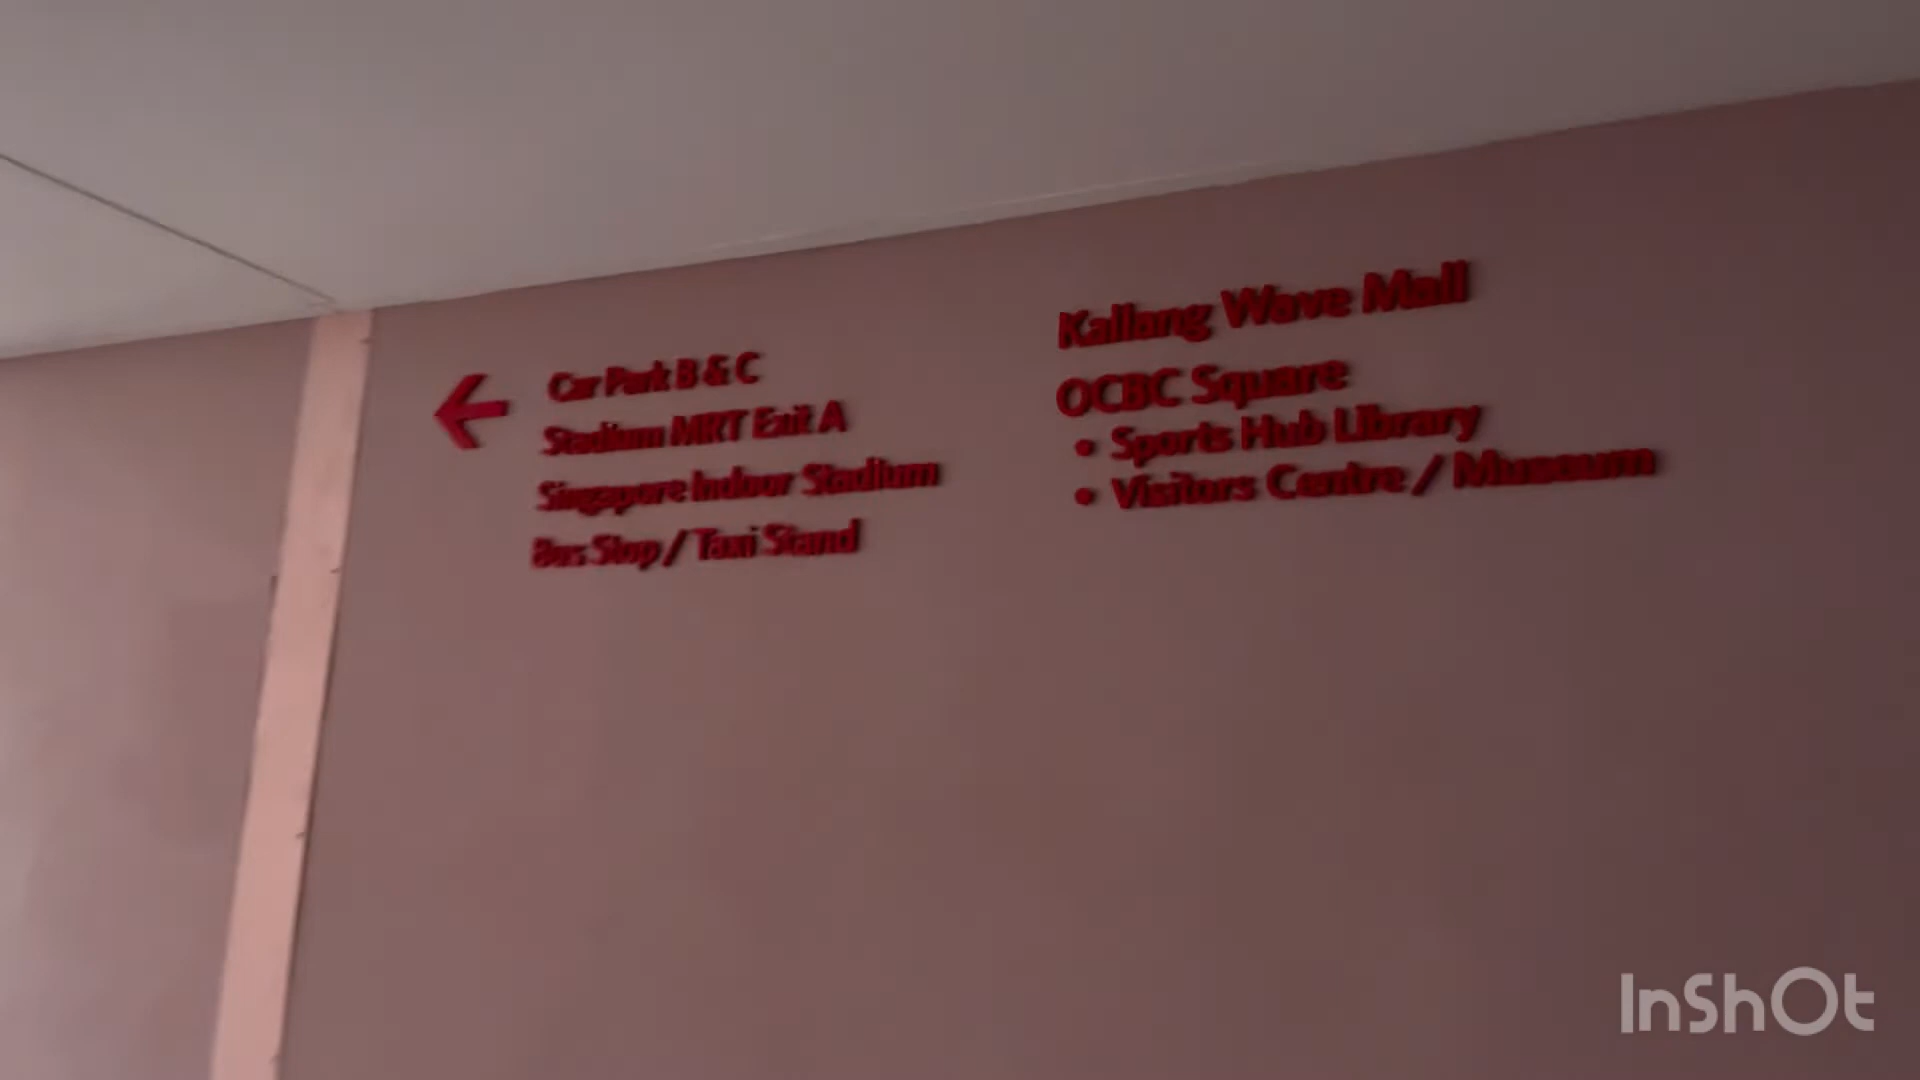 Car Park B & C
Stadium MRT Exit A
Singapore Indoor Stadium
Bus Stop / Taxi Stand
Kallang Wave Mall
OCBC Square
• Sports Hub Library
• Visitors Centre / Museum
InShOt